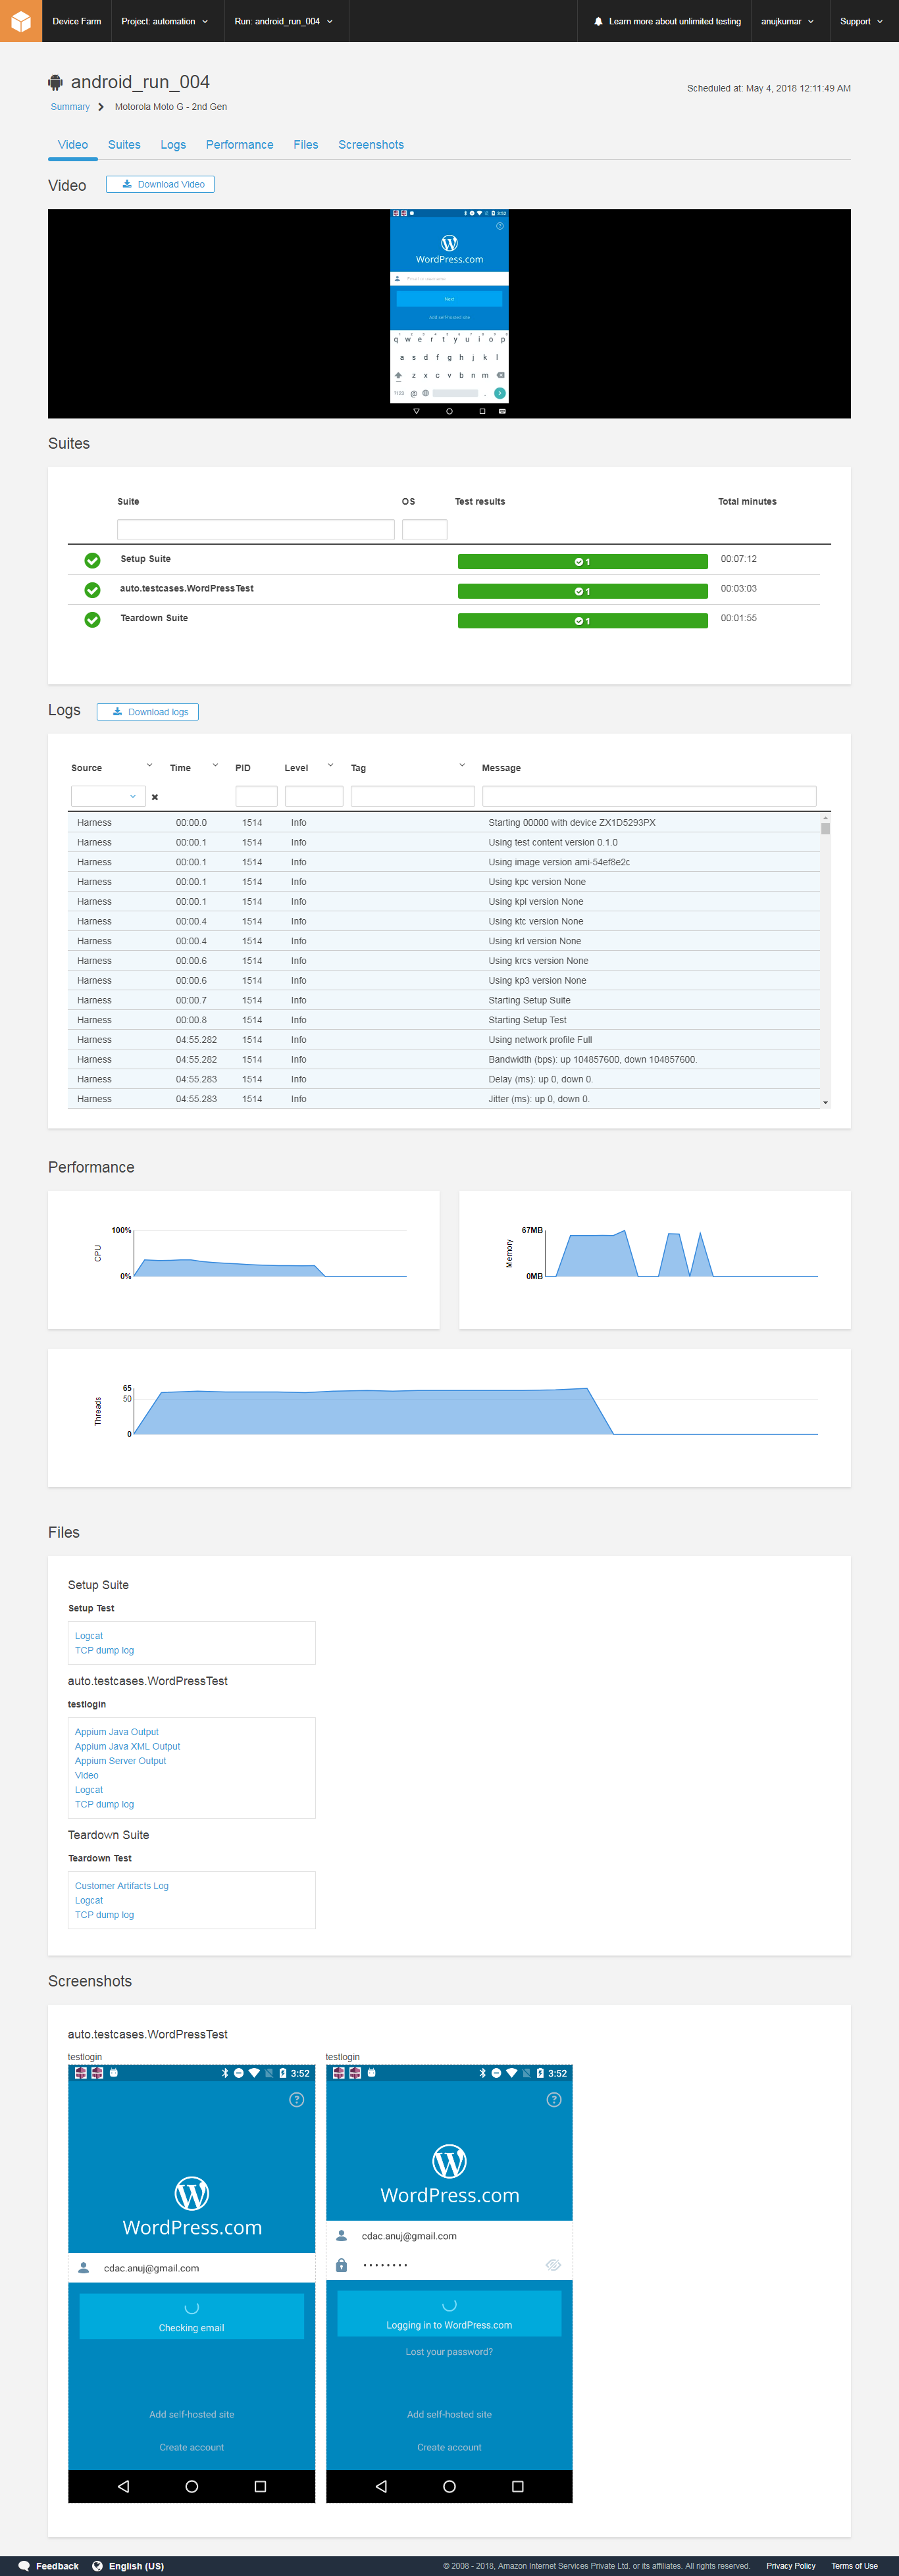 Device Farm Project: automation Run: android_run_004 Learn more about unlimited testing anujkumar Support
android_run_004
Scheduled at: May 4, 2018 12:11:49 AM
Summary Motorola Moto G - 2nd Gen
Video Suites Logs Performance Files Screenshots
Video Download Video
3:52
WordPress.com
Next
Add self-hosted site
q w e r t y u i o p
a s d f g h j k l
z x c v b n m
?123 @ .
Suites
Suite OS Test results Total minutes
Setup Suite 1 00:07:12
auto.testcases.WordPressTest 1 00:03:03
Teardown Suite 1 00:01:55
Logs Download logs
Source Time PID Level Tag Message
Harness 00:00.0 1514 Info Starting 00000 with device ZX1D5293PX
Harness 00:00.1 1514 Info Using test content version 0.1.0
Harness 00:00.1 1514 Info Using image version ami-54ef8e2c
Harness 00:00.1 1514 Info Using kpc version None
Harness 00:00.1 1514 Info Using kpl version None
Harness 00:00.4 1514 Info Using ktc version None
Harness 00:00.4 1514 Info Using krl version None
Harness 00:00.6 1514 Info Using krcs version None
Harness 00:00.6 1514 Info Using kp3 version None
Harness 00:00.7 1514 Info Starting Setup Suite
Harness 00:00.8 1514 Info Starting Setup Test
Harness 04:55.282 1514 Info Using network profile Full
Harness 04:55.282 1514 Info Bandwidth (bps): up 104857600, down 104857600.
Harness 04:55.283 1514 Info Delay (ms): up 0, down 0.
Harness 04:55.283 1514 Info Jitter (ms): up 0, down 0.
Performance
100%
CPU
0%
67MB
Memory
0MB
65
50
Threads
0
Files
Setup Suite
Setup Test
Logcat
TCP dump log
auto.testcases.WordPressTest
testlogin
Appium Java Output
Appium Java XML Output
Appium Server Output
Video
Logcat
TCP dump log
Teardown Suite
Teardown Test
Customer Artifacts Log
Logcat
TCP dump log
Screenshots
auto.testcases.WordPressTest
testlogin
3:52
WordPress.com
cdac.anuj@gmail.com
Checking email
Add self-hosted site
Create account
testlogin
3:52
WordPress.com
cdac.anuj@gmail.com
Logging in to WordPress.com
Lost your password?
Add self-hosted site
Create account
Feedback English (US) © 2008 - 2018, Amazon Internet Services Private Ltd. or its affiliates. All rights reserved. Privacy Policy Terms of Use